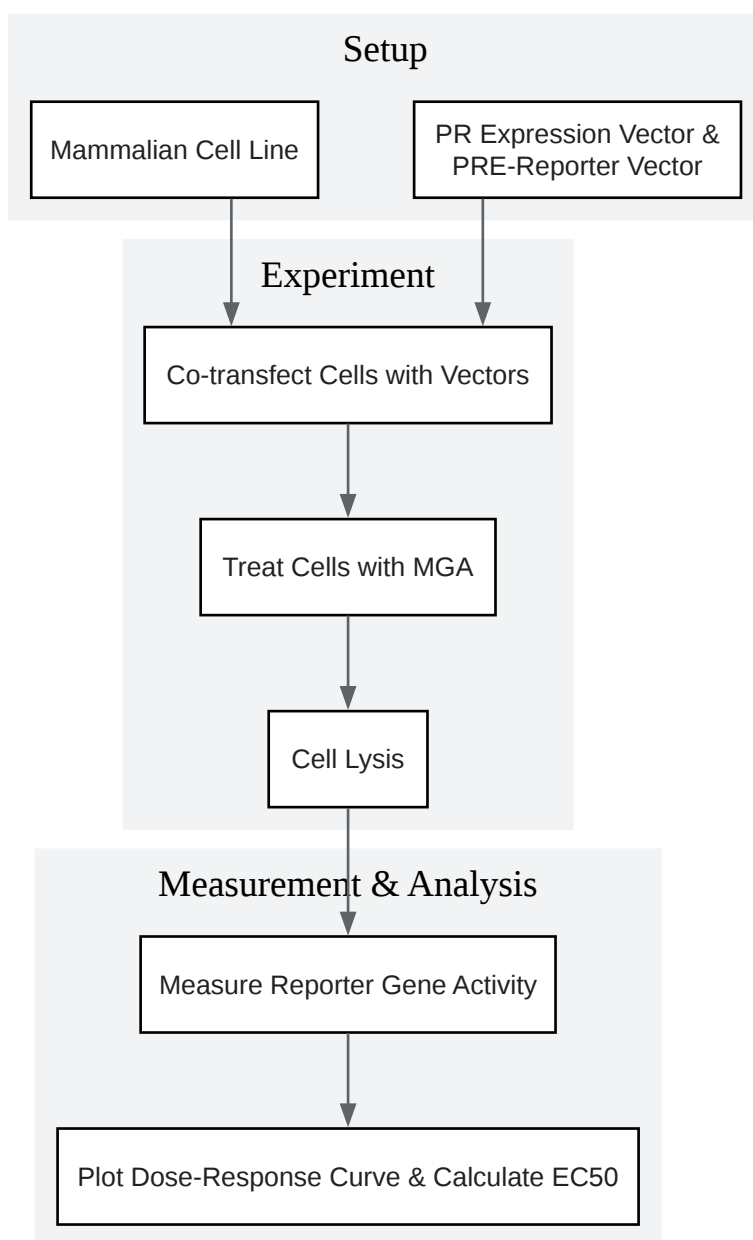 Setup
Mammalian Cell Line
PR Expression Vector &
PRE-Reporter Vector
Experiment
Co-transfect Cells with Vectors
Treat Cells with MGA
Cell Lysis
Measurement & Analysis
Measure Reporter Gene Activity
Plot Dose-Response Curve & Calculate EC50